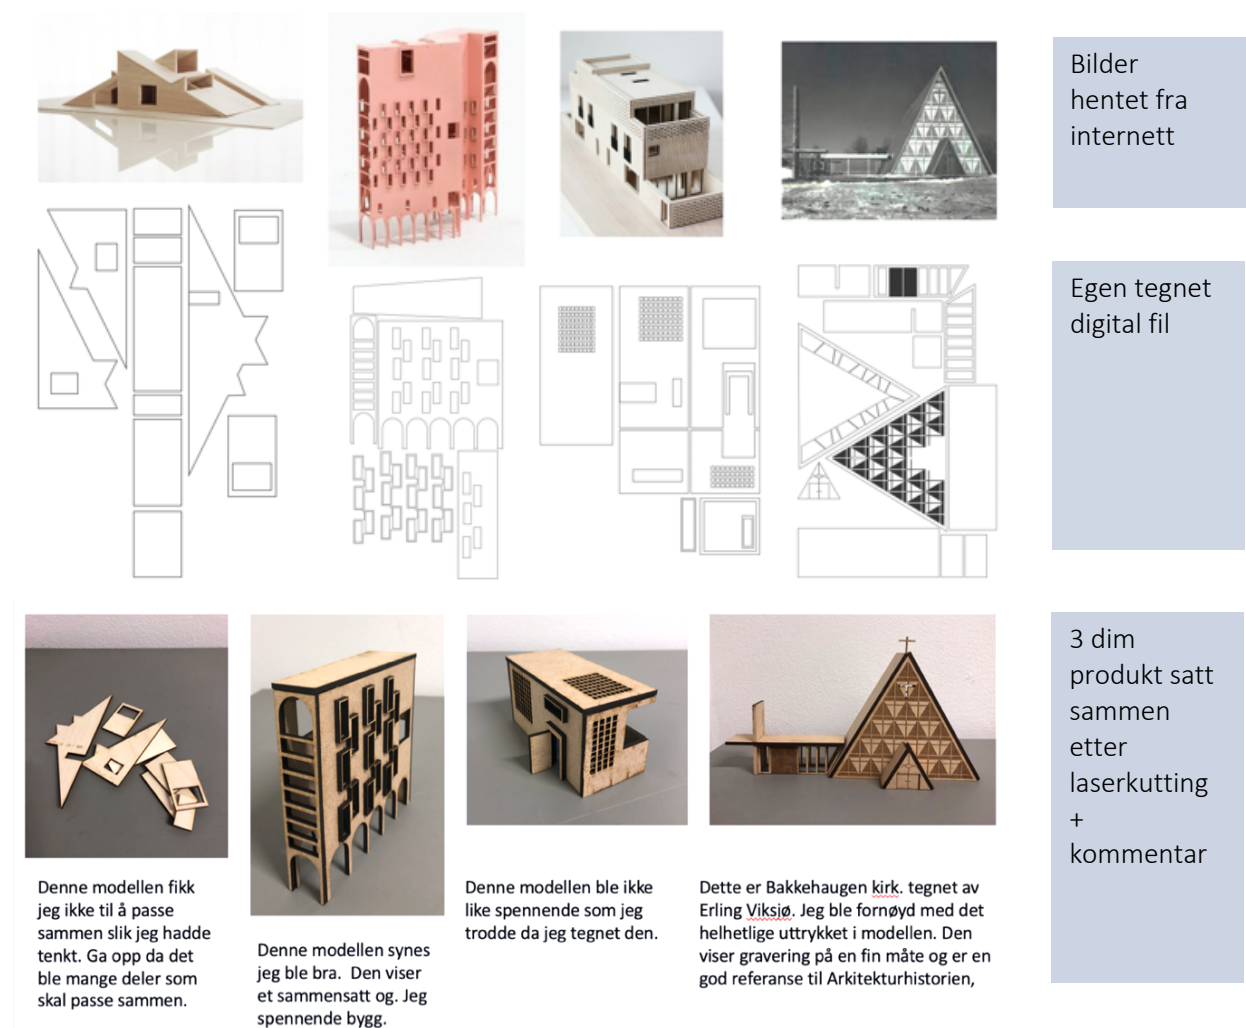 Bilder
hentet fra
internett
Egen tegnet
digital fil
3 dim
produkt satt
sammen
etter
laserkutting
+
kommentar
Denne modellen fikk
jeg ikke til å passe
sammen slik jeg hadde
tenkt. Ga opp da det
ble mange deler som
skal passe sammen.
Denne modellen synes
jeg ble bra.  Den viser
et sammensatt og. Jeg
spennende bygg.
Denne modellen ble ikke
like spennende som jeg
trodde da jeg tegnet den.
Dette er Bakkehaugen kirk. tegnet av
Erling Viksjø. Jeg ble fornøyd med det
helhetlige uttrykket i modellen. Den
viser gravering på en fin måte og er en
god referanse til Arkitekturhistorien,